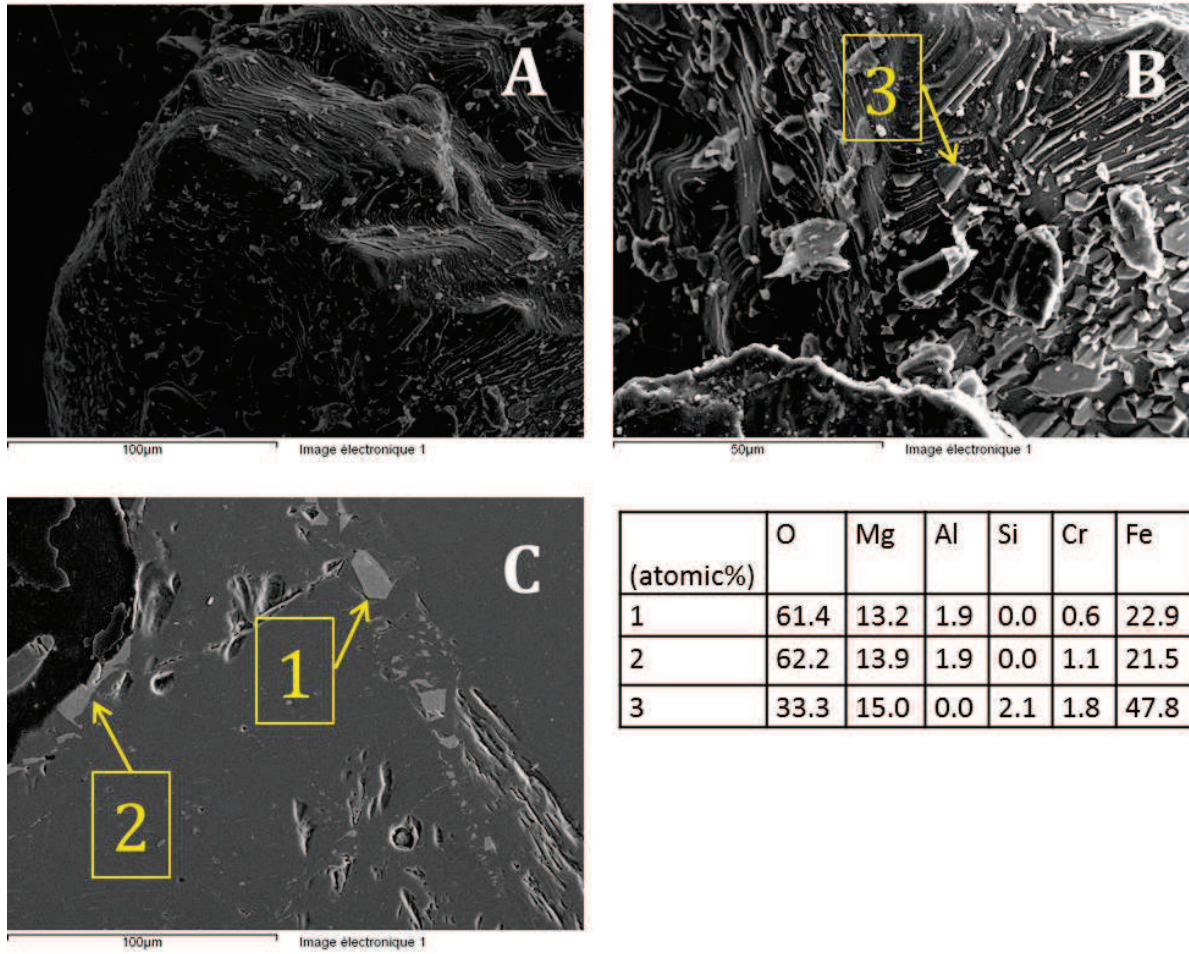 A
100µm Image électronique 1
3
B
50µm Image électronique 1
C
1
2
100µm Image électronique 1
(atomic%) O Mg Al Si Cr Fe
1 61.4 13.2 1.9 0.0 0.6 22.9
2 62.2 13.9 1.9 0.0 1.1 21.5
3 33.3 15.0 0.0 2.1 1.8 47.8